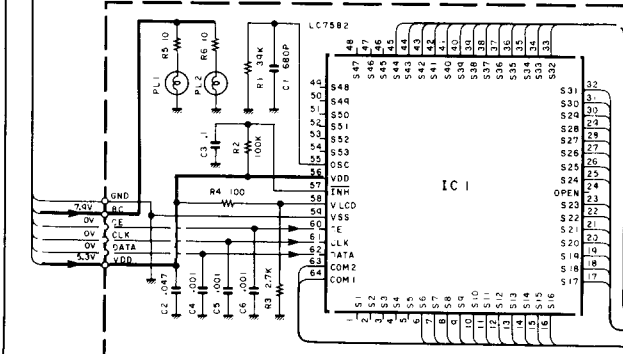 LC7582
IC1
R5 10
R6 10
PL1
PL2
R1 39K
C1 680P
C3 .1
R2 100K
R4 100
C2 .047
C4 .001
C5 .001
C6 .001
R3 2.7K
GND
7.9V
0V CE
0V CLK
0V DATA
5.3V VDD
48 47 46 45 44 43 42 41 40 39 38 37 36 35 34 33
S47 S46 S45 S44 S43 S42 S41 S40 S39 S38 S37 S36 S35 S34 S33 S32
49 S48
50 S49
51 S50
52 S51
53 S52
54 S53
55 OSC
56 VDD
57 INH
58 VLCD
59 VSS
60 CE
61 CLK
62 DATA
63 COM2
64 COM1
S31 32
S30 31
S29 30
S28 29
S27 28
S26 27
S25 26
S24 25
OPEN 24
S23 23
S22 22
S21 21
S20 20
S19 19
S18 18
S17 17
S1 S2 S3 S4 S5 S6 S7 S8 S9 S10 S11 S12 S13 S14 S15 S16
1 2 3 4 5 6 7 8 9 10 11 12 13 14 15 16